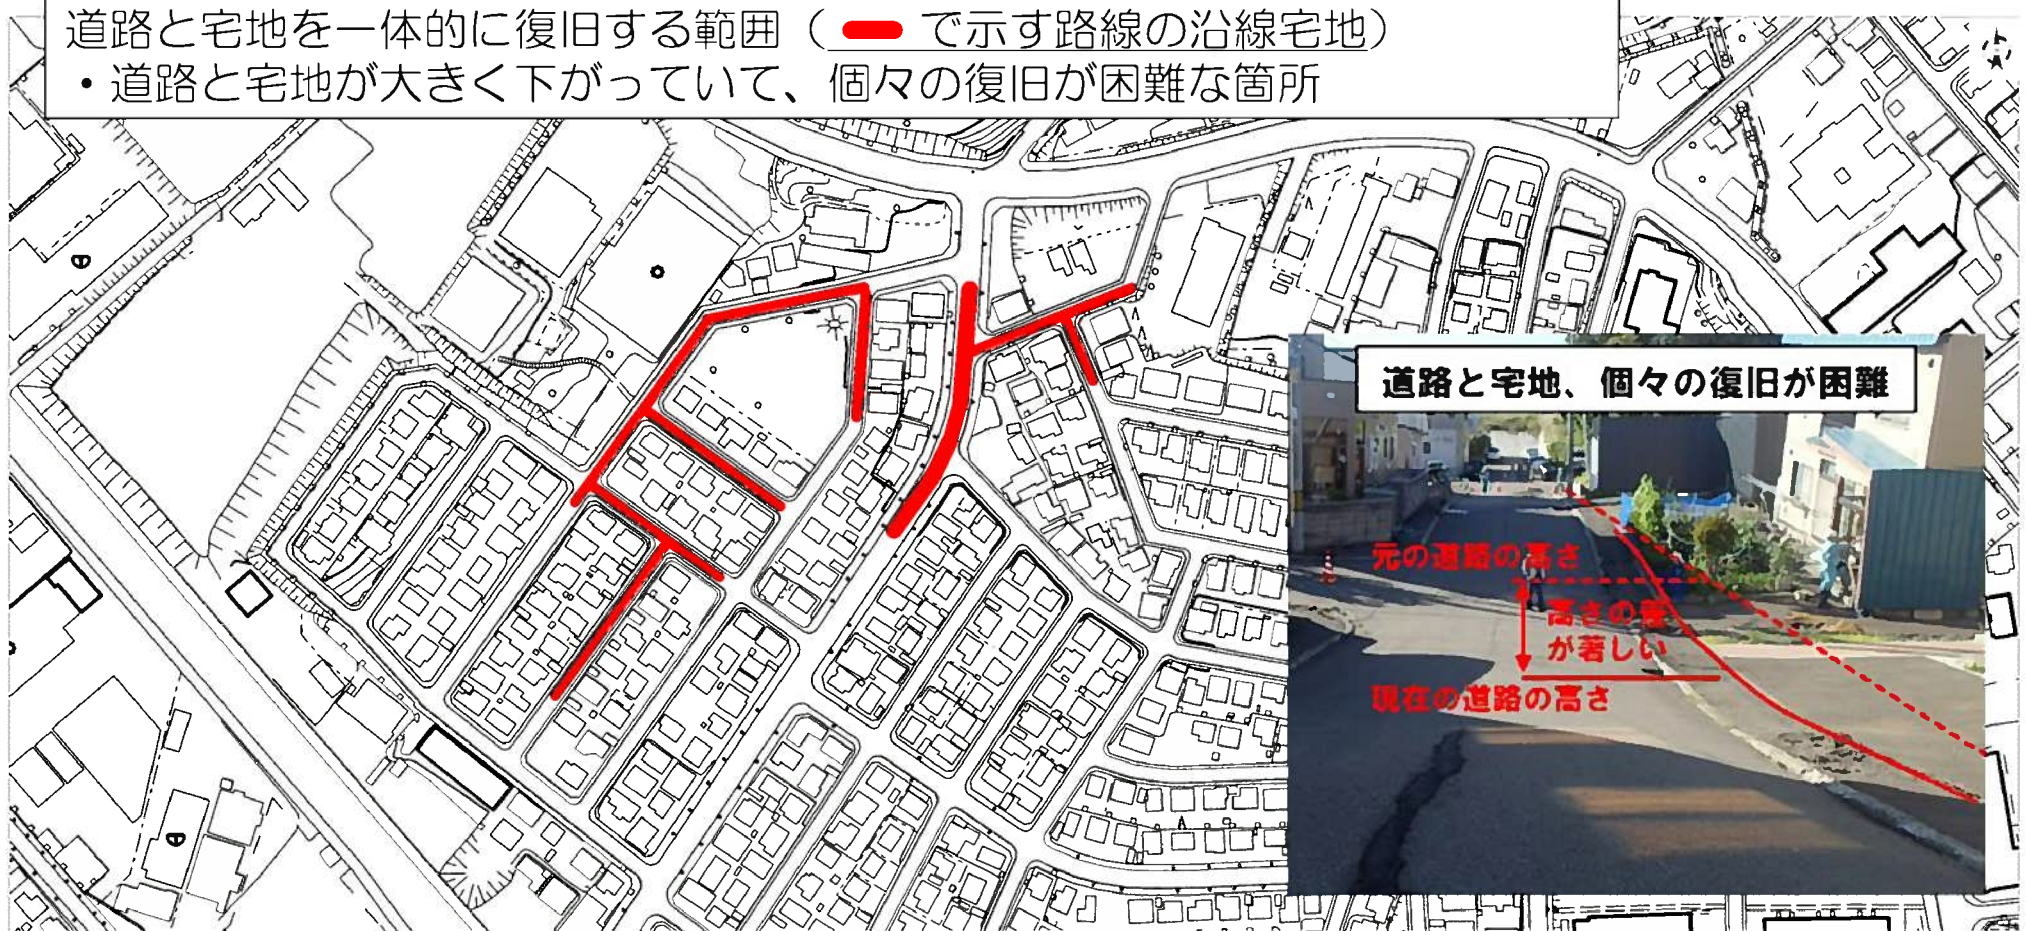 道路と宅地を一体的に復旧する範囲（ で示す路線の沿線宅地）
・道路と宅地が大きく下がっていて、個々の復旧が困難な箇所
道路と宅地、個々の復旧が困難
元の道路の高さ
高さの差
が著しい
現在の道路の高さ